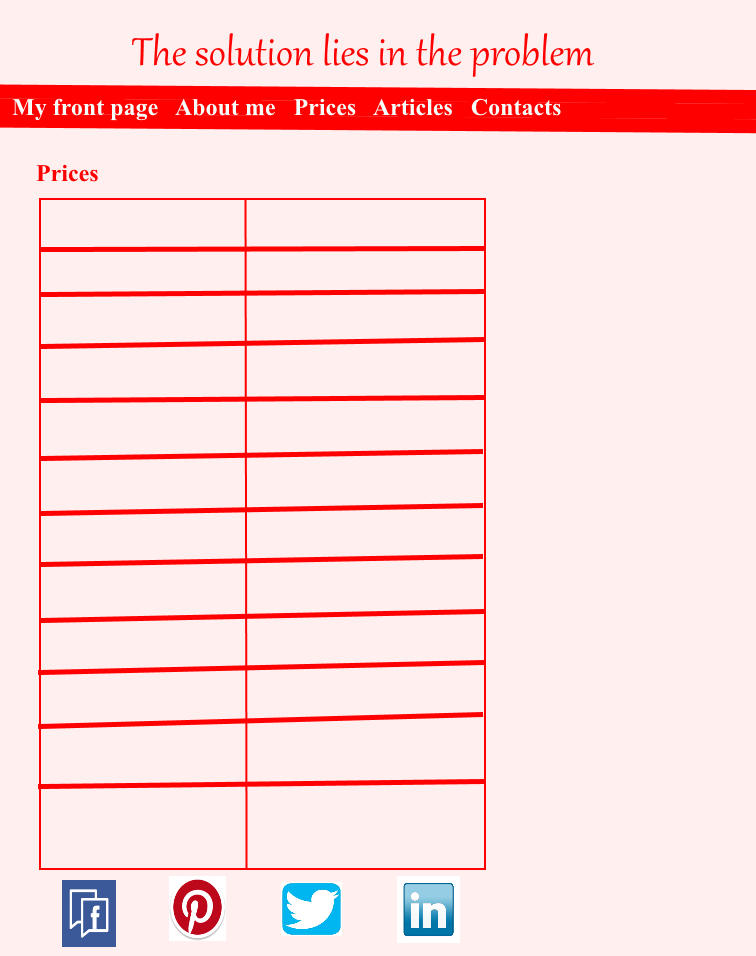 The solution lies in the problem
My front page About me Prices Articles Contacts
Prices
f
in